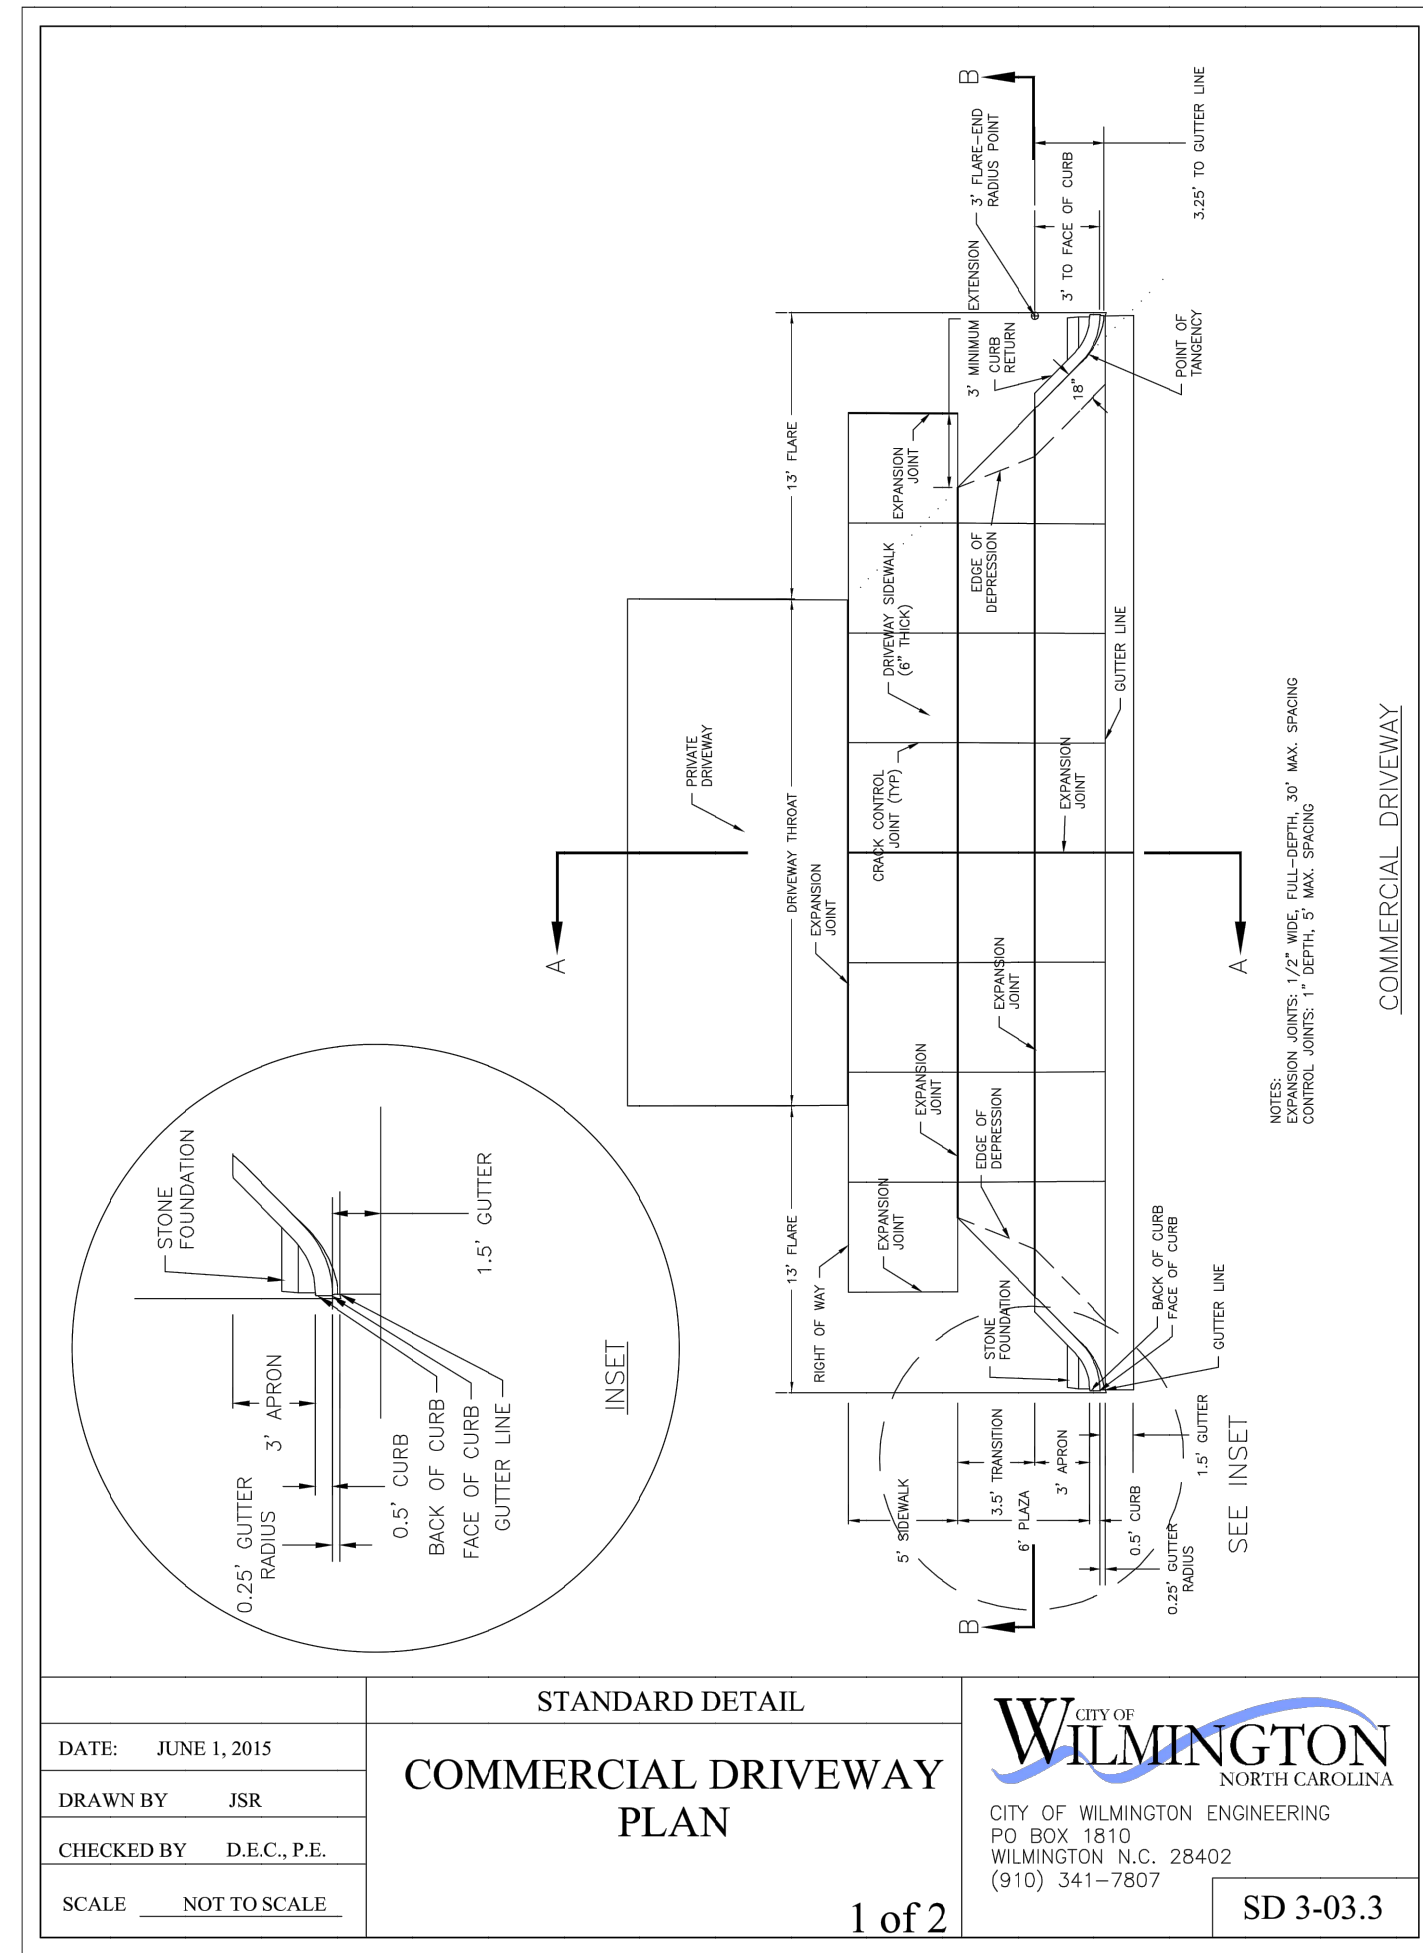 B
3' FLARE-END
RADIUS POINT
3' MINIMUM EXTENSION
CURB
RETURN
3' TO FACE OF CURB
3.25' TO GUTTER LINE
POINT OF
TANGENCY
18"
13' FLARE
EXPANSION
JOINT
EDGE OF
DEPRESSION
DRIVEWAY SIDEWALK
(6" THICK)
GUTTER LINE
PRIVATE
DRIVEWAY
DRIVEWAY THROAT
CRACK CONTROL
JOINT (TYP)
EXPANSION
JOINT
EXPANSION
JOINT
A
A
EXPANSION
JOINT
EXPANSION
JOINT
EDGE OF
DEPRESSION
13' FLARE
EXPANSION
JOINT
RIGHT OF WAY
STONE
FOUNDATION
BACK OF CURB
FACE OF CURB
GUTTER LINE
5' SIDEWALK
3.5' TRANSITION
6' PLAZA
3' APRON
0.5' CURB
1.5' GUTTER
0.25' GUTTER
RADIUS
SEE INSET
B
NOTES:
EXPANSION JOINTS: 1/2" WIDE, FULL-DEPTH, 30' MAX. SPACING
CONTROL JOINTS: 1" DEPTH, 5' MAX. SPACING
COMMERCIAL DRIVEWAY
STONE
FOUNDATION
1.5' GUTTER
3' APRON
0.25' GUTTER
RADIUS
0.5' CURB
BACK OF CURB
FACE OF CURB
GUTTER LINE
INSET
DATE: JUNE 1, 2015
DRAWN BY JSR
CHECKED BY D.E.C., P.E.
SCALE NOT TO SCALE
STANDARD DETAIL
COMMERCIAL DRIVEWAY
PLAN
1 of 2
CITY OF
WILMINGTON
NORTH CAROLINA
CITY OF WILMINGTON ENGINEERING
PO BOX 1810
WILMINGTON N.C. 28402
(910) 341-7807
SD 3-03.3